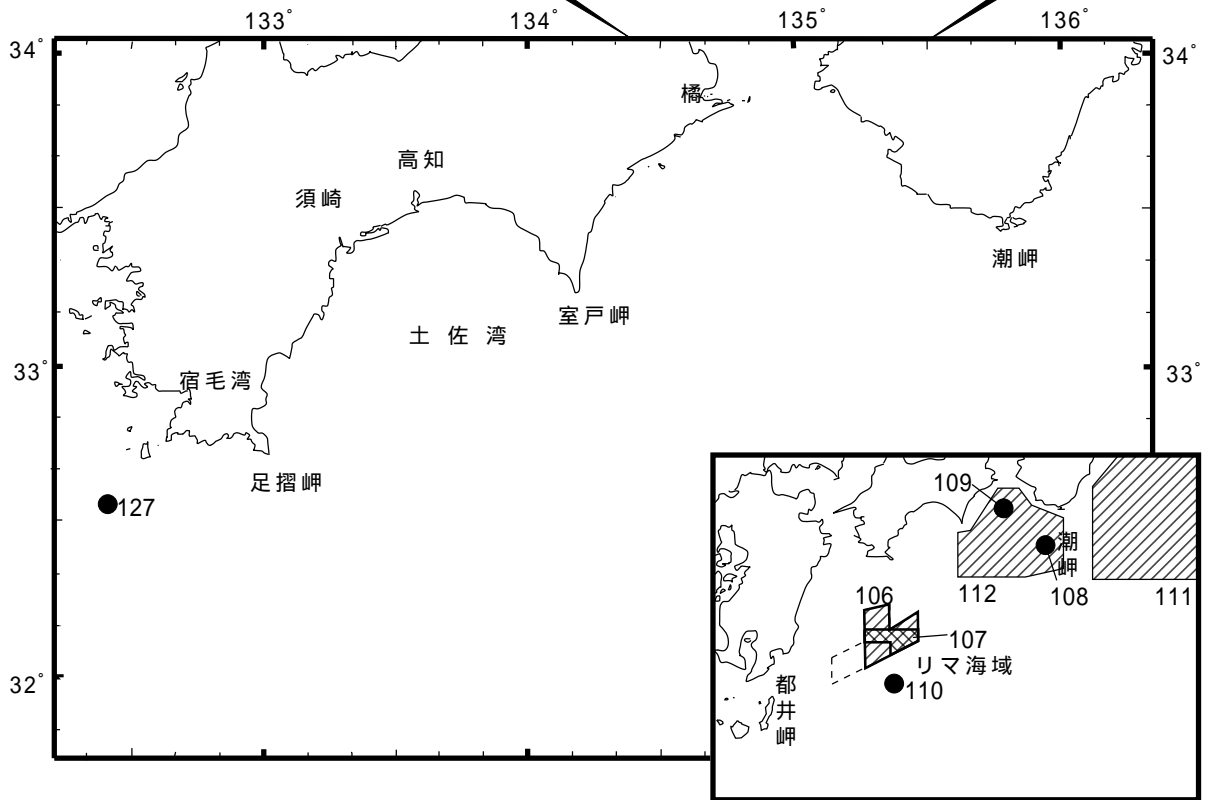 133° 134° 135° 136°
34° 34°
橘
高知
須崎
潮岬
室戸岬
土佐湾
33° 33°
宿毛湾
足摺岬
127
109
潮
岬
112 108 111
106
107
リマ海域
32°
110
都
井
岬